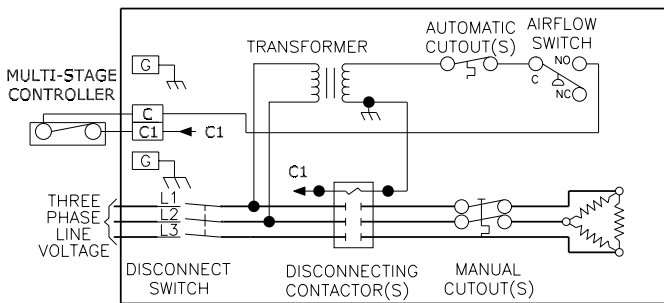 AUTOMATIC
CUTOUT(S)
AIRFLOW
SWITCH
TRANSFORMER
NO
C
NC
G
MULTI-STAGE
CONTROLLER
C
C1
C1
G
C1
THREE
PHASE
LINE
VOLTAGE
L1
L2
L3
DISCONNECT
SWITCH
DISCONNECTING
CONTACTOR(S)
MANUAL
CUTOUT(S)